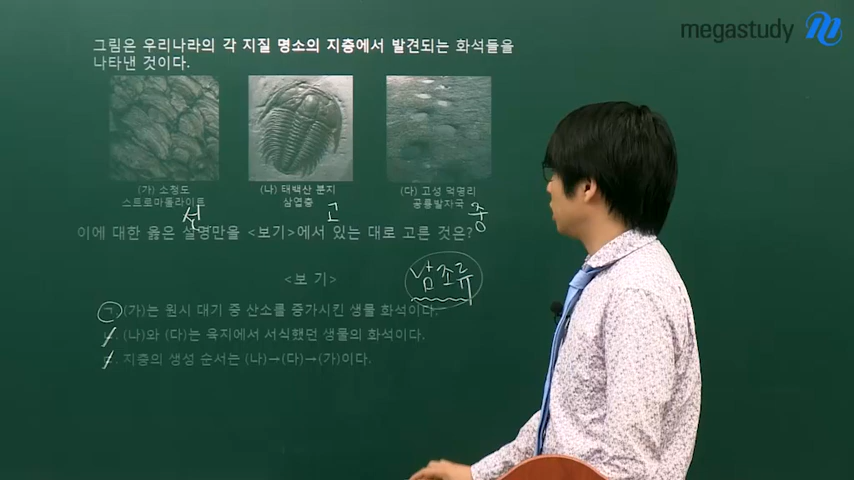 megastudy
그림은 우리나라의 각 지질 명소의 지층에서 발견되는 화석들을
나타낸 것이다.
(가) 소청도
스트로마톨라이트
(나) 태백산 분지
삼엽충
(다) 고성 덕명리
공룡발자국
선
고
중
이에 대한 옳은 설명만을 <보기>에서 있는 대로 고른 것은?
<보 기>
남조류
ㄱ. (가)는 원시 대기 중 산소를 증가시킨 생물 화석이다.
ㄴ. (나)와 (다)는 육지에서 서식했던 생물의 화석이다.
ㄷ. 지층의 생성 순서는 (나)→(다)→(가)이다.